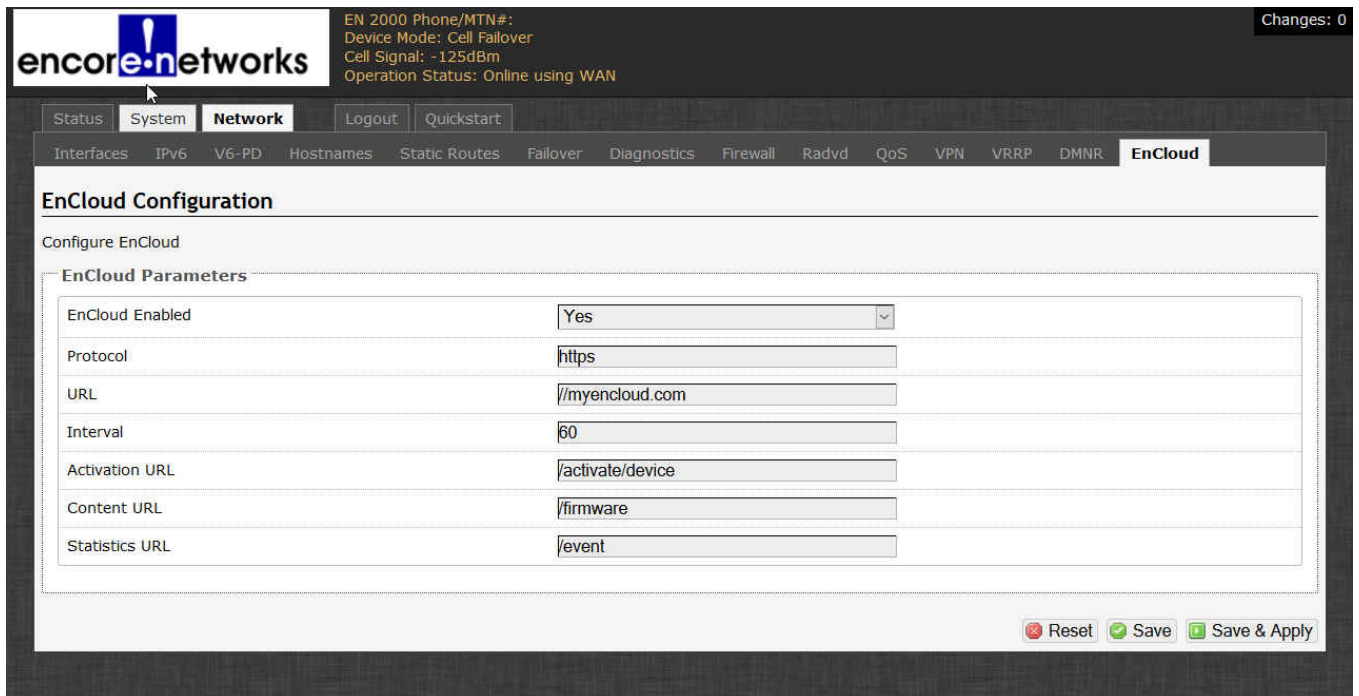 encore!networks
EN 2000 Phone/MTN#:
Device Mode: Cell Failover
Cell Signal: -125dBm
Operation Status: Online using WAN
Changes: 0
Status System Network Logout Quickstart
Interfaces IPv6 V6-PD Hostnames Static Routes Failover Diagnostics Firewall Radvd QoS VPN VRRP DMNR EnCloud
EnCloud Configuration
Configure EnCloud
EnCloud Parameters
EnCloud Enabled Yes
Protocol https
URL //myencloud.com
Interval 60
Activation URL /activate/device
Content URL /firmware
Statistics URL /event
Reset Save Save & Apply